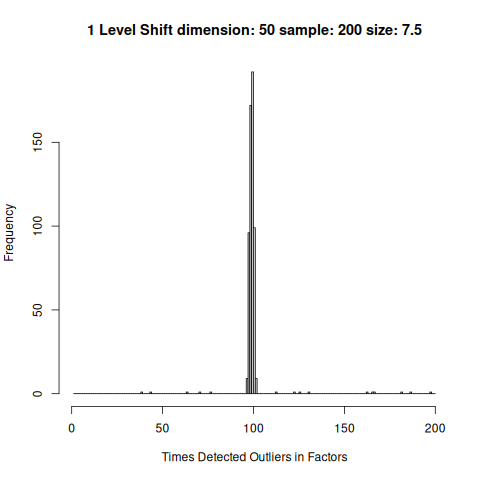 1 Level Shift dimension: 50 sample: 200 size: 7.5
Frequency
150
100
50
0
0 50 100 150 200
Times Detected Outliers in Factors